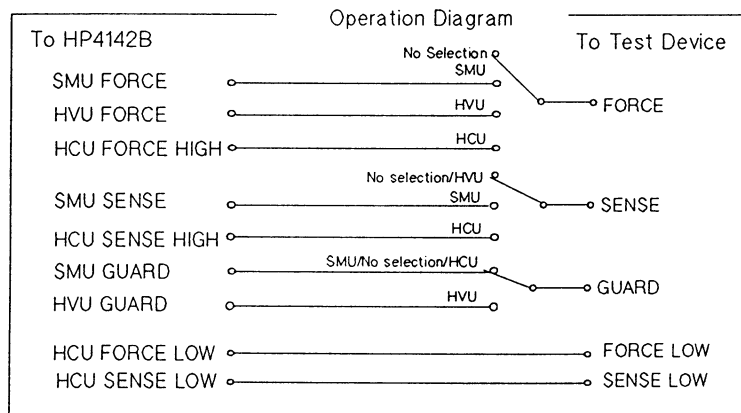 Operation Diagram
To HP4142B
To Test Device
No Selection
SMU FORCE
SMU
HVU FORCE
HVU
FORCE
HCU FORCE HIGH
HCU
No selection/HVU
SMU SENSE
SMU
SENSE
HCU SENSE HIGH
HCU
SMU GUARD
SMU/No selection/HCU
GUARD
HVU GUARD
HVU
HCU FORCE LOW
FORCE LOW
HCU SENSE LOW
SENSE LOW